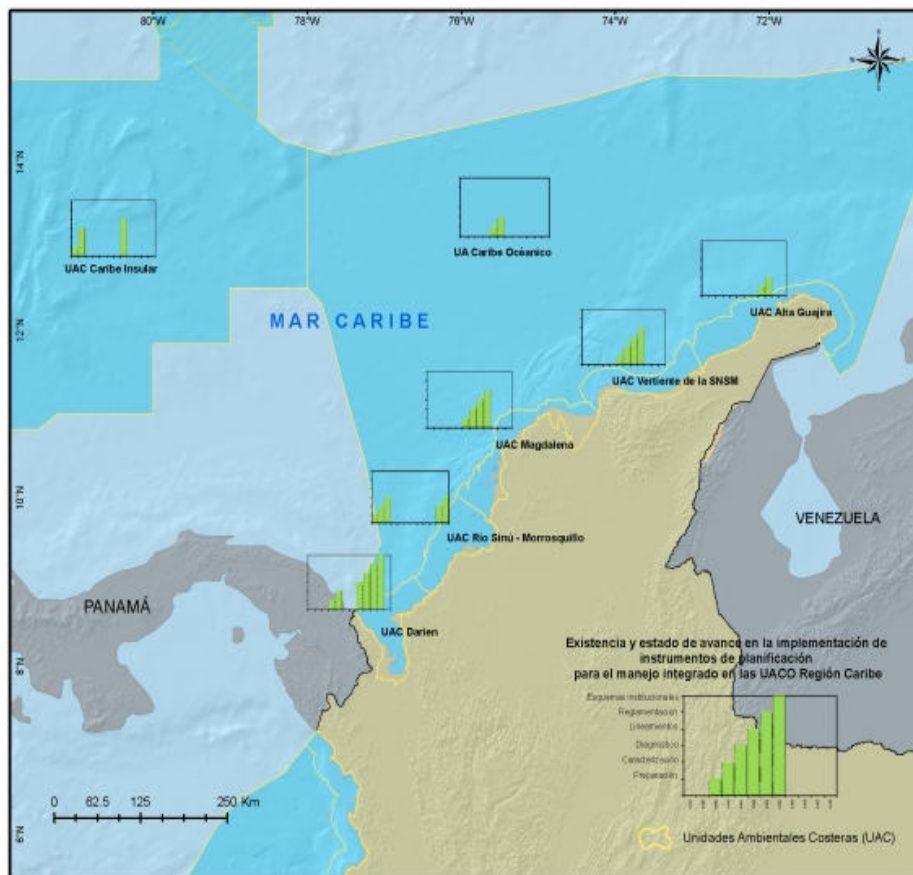 80°W 78°W 76°W 74°W 72°W
14°N
12°N
10°N
8°N
6°N
UAC Caribe Insular
UA Caribe Océanico
UAC Alta Guajira
MAR CARIBE
UAC Vertiente de la SNSM
UAC Magdalena
UAC Río Sinú - Morrosquillo
VENEZUELA
PANAMÁ
UAC Darien
Existencia y estado de avance en la implementación de
instrumentos de planificación
para el manejo integrado en las UACO Región Caribe
Esquemas institucionales
Reglamentación
Lineamientos
Diagnóstico
Caracterización
Preparación
0 62.5 125 250 Km
Unidades Ambientales Costeras (UAC)